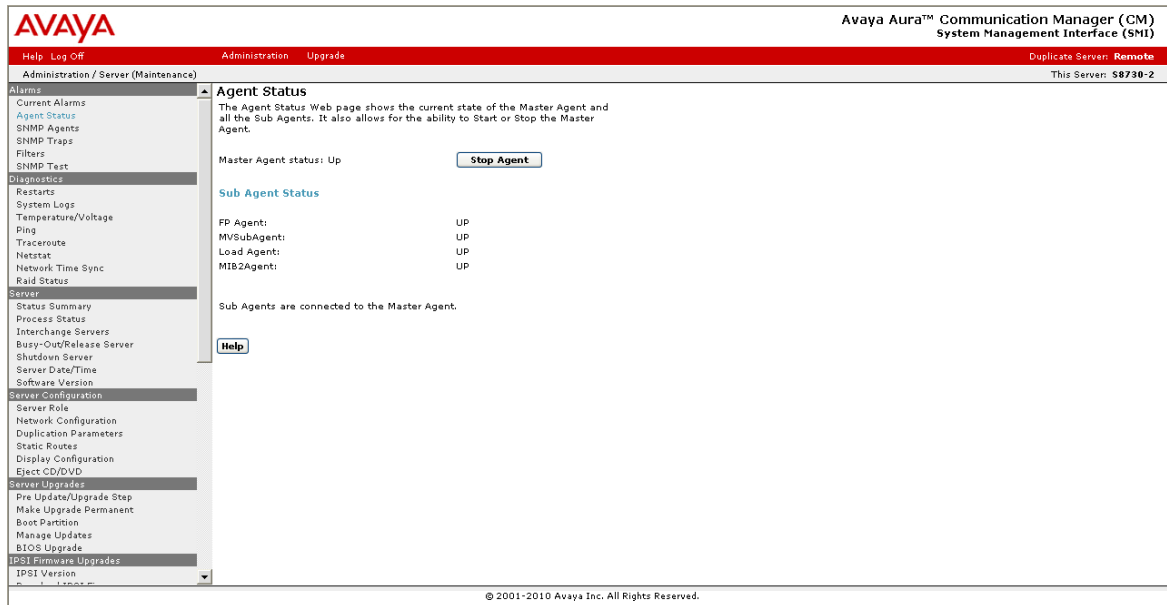 AVAYA
Avaya Aura™ Communication Manager (CM)
System Management Interface (SMI)
Help Log Off
Administration Upgrade
Duplicate Server: Remote
Administration / Server (Maintenance)
This Server: S8730-2
Alarms
Current Alarms
Agent Status
SNMP Agents
SNMP Traps
Filters
SNMP Test
Diagnostics
Restarts
System Logs
Temperature/Voltage
Ping
Traceroute
Netstat
Network Time Sync
Raid Status
Server
Status Summary
Process Status
Interchange Servers
Busy-Out/Release Server
Shutdown Server
Server Date/Time
Software Version
Server Configuration
Server Role
Network Configuration
Duplication Parameters
Static Routes
Display Configuration
Eject CD/DVD
Server Upgrades
Pre Update/Upgrade Step
Make Upgrade Permanent
Boot Partition
Manage Updates
BIOS Upgrade
IPSI Firmware Upgrades
IPSI Version
Agent Status
The Agent Status Web page shows the current state of the Master Agent and
all the Sub Agents. It also allows for the ability to Start or Stop the Master
Agent.
Master Agent status: Up
Stop Agent
Sub Agent Status
FP Agent: UP
MVSubAgent: UP
Load Agent: UP
MIB2Agent: UP
Sub Agents are connected to the Master Agent.
Help
© 2001-2010 Avaya Inc. All Rights Reserved.